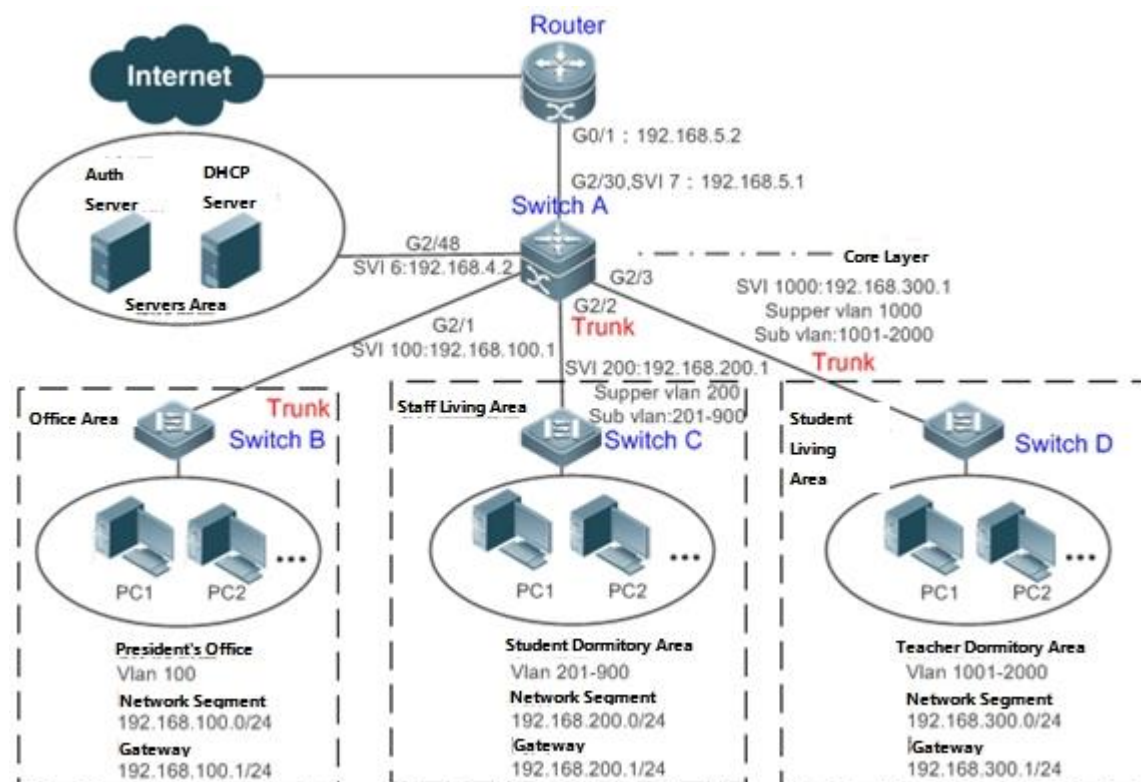 Router
Internet
G0/1 : 192.168.5.2
Auth
Server
DHCP
Server
G2/30,SVI 7 : 192.168.5.1
Switch A
G2/48
SVI 6:192.168.4.2
Servers Area
Core Layer
G2/3
SVI 1000:192.168.300.1
Supper vlan 1000
Sub vlan:1001-2000
Trunk
G2/2
Trunk
G2/1
SVI 100:192.168.100.1
SVI 200:192.168.200.1
Supper vlan 200
Sub vlan:201-900
Office Area
Trunk
Switch B
PC1
PC2
...
President's Office
Vlan 100
Network Segment
192.168.100.0/24
Gateway
192.168.100.1/24
Staff Living Area
Switch C
PC1
PC2
...
Student Dormitory Area
Vlan 201-900
Network Segment
192.168.200.0/24
Gateway
192.168.200.1/24
Student
Living
Area
Switch D
PC1
PC2
...
Teacher Dormitory Area
Vlan 1001-2000
Network Segment
192.168.300.0/24
Gateway
192.168.300.1/24